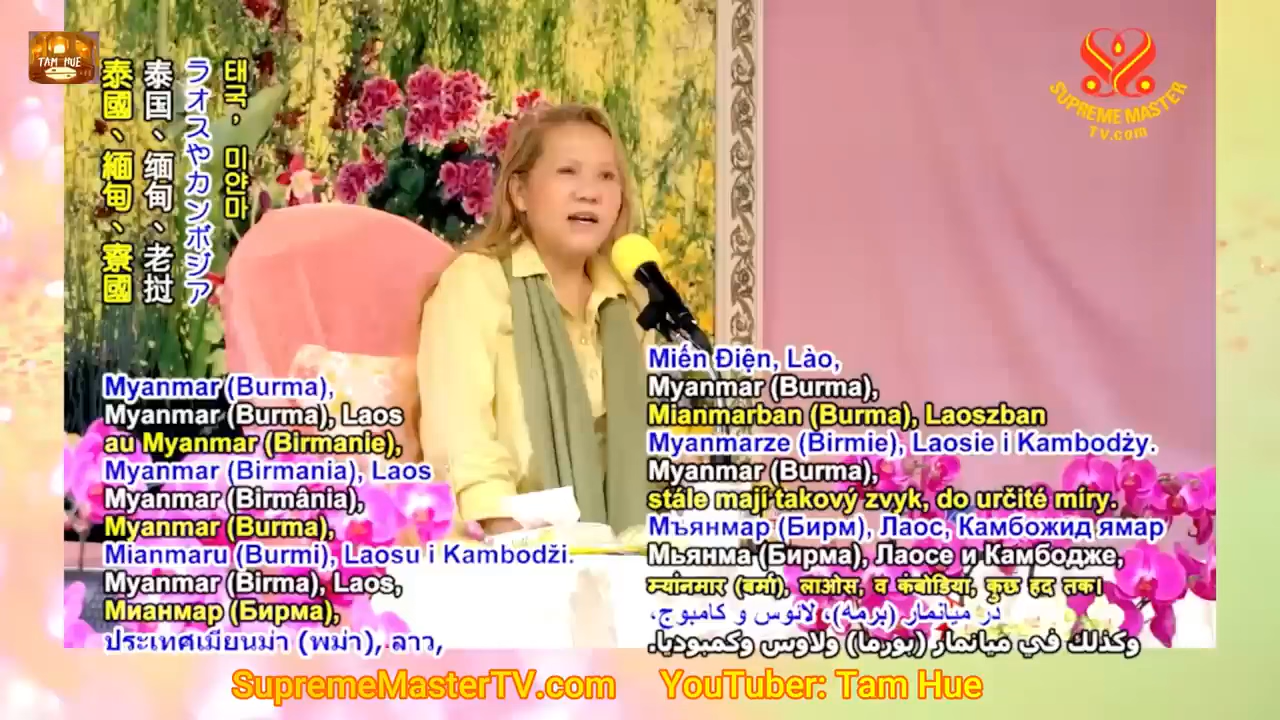 TAM HUE
泰國、緬甸、寮國
泰国、缅甸、老挝
ラオスやカンボジア
태국, 미얀마
SUPREME MASTER
TV.com
Myanmar (Burma),
Myanmar (Burma), Laos
au Myanmar (Birmanie),
Myanmar (Birmania), Laos
Myanmar (Birmânia),
Myanmar (Burma),
Mianmaru (Burmi), Laosu i Kambodži.
Myanmar (Birma), Laos,
Мианмар (Бирма),
ประเทศเมียนม่า (พม่า), ลาว,
Miến Điện, Lào,
Myanmar (Burma),
Mianmarban (Burma), Laoszban
Myanmarze (Birmie), Laosie i Kambodży.
Myanmar (Burma),
stále mají takový zvyk, do určité míry.
Мъянмар (Бирм), Лаос, Камбожид ямар
Мьянма (Бирма), Лаосе и Камбодже,
म्यांनमार (बर्मा), लाओस, व कंबोडिया, कुछ हद तक।
در میانمار (برمه)، لائوس و کامبوج،
وكذلك في ميانمار (بورما) ولاوس وكمبوديا.
SupremeMasterTV.com YouTuber: Tam Hue